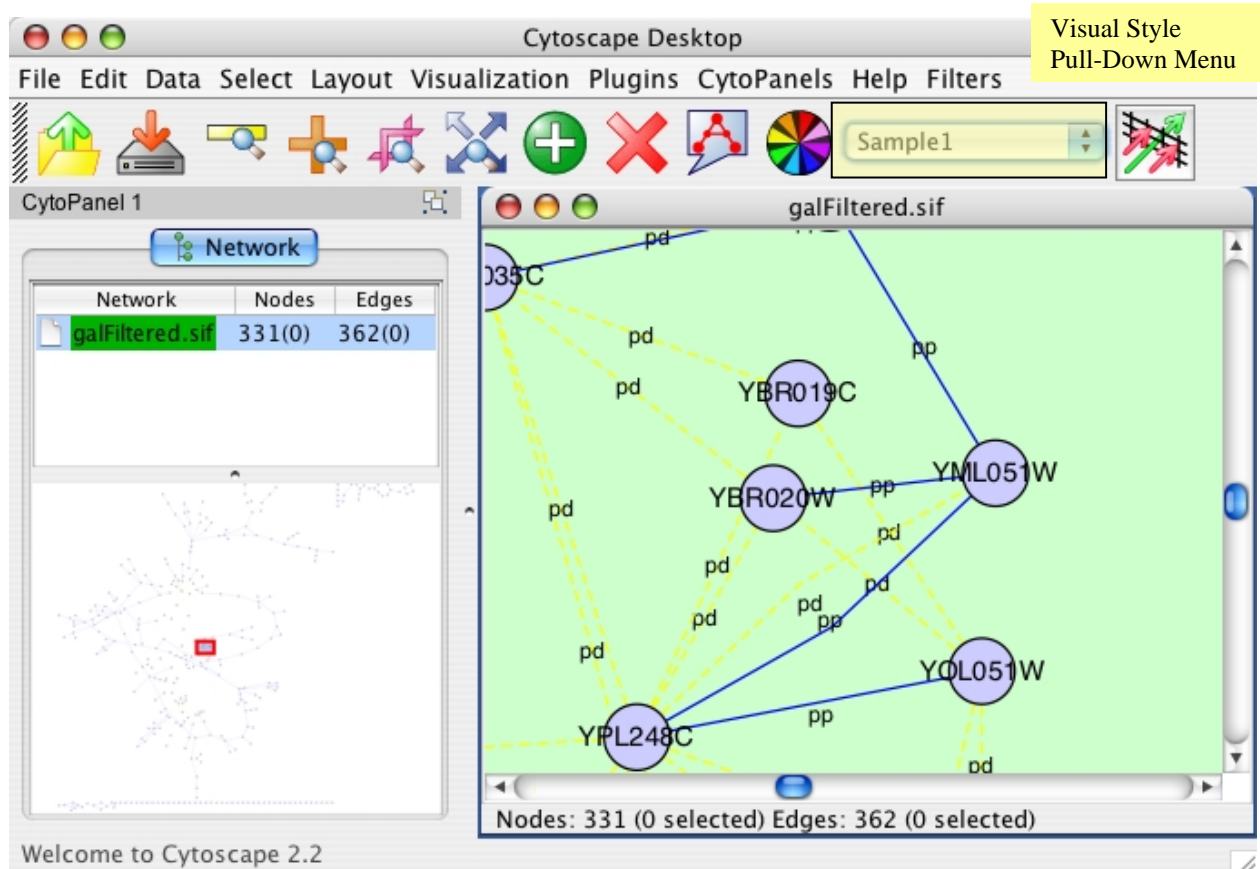 Visual Style
Pull-Down Menu
Cytoscape Desktop
File Edit Data Select Layout Visualization Plugins CytoPanels Help Filters
Sample1
CytoPanel 1
Network
Network Nodes Edges
galFiltered.sif 331(0) 362(0)
galFiltered.sif
pd
035C
pd
pp
pd
YBR019C
YML051W
YBR020W
pp
pd
pd
pd
pd
pd
pd
pp
pd
YOL051W
pp
YPL248C
pd
Nodes: 331 (0 selected) Edges: 362 (0 selected)
Welcome to Cytoscape 2.2